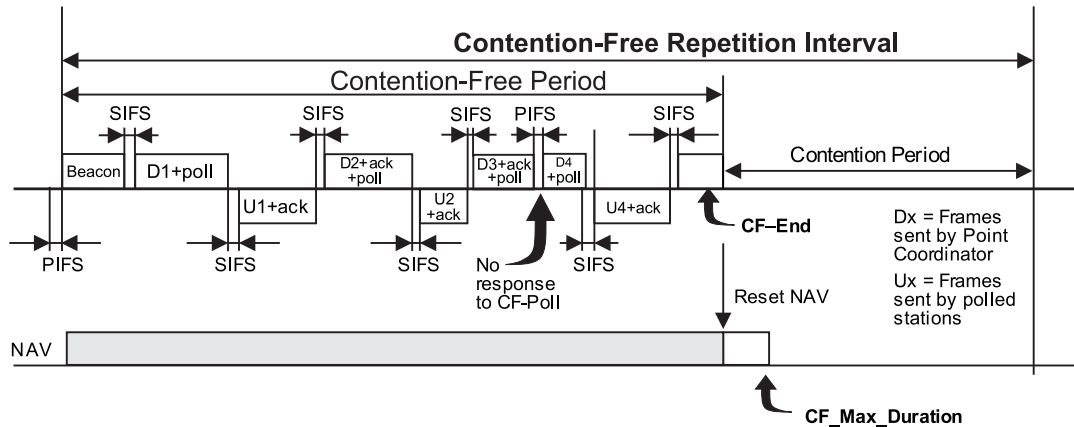 Contention-Free Repetition Interval
Contention-Free Period
SIFS
SIFS
SIFS
PIFS
SIFS
Beacon
D1+poll
D2+ack
+poll
D3+ack
+poll
D4
+poll
Contention Period
U1+ack
U2
+ack
U4+ack
CF–End
Dx = Frames
sent by Point
Coordinator
Ux = Frames
sent by polled
stations
PIFS
SIFS
SIFS
No
response
to CF-Poll
SIFS
Reset NAV
NAV
CF_Max_Duration